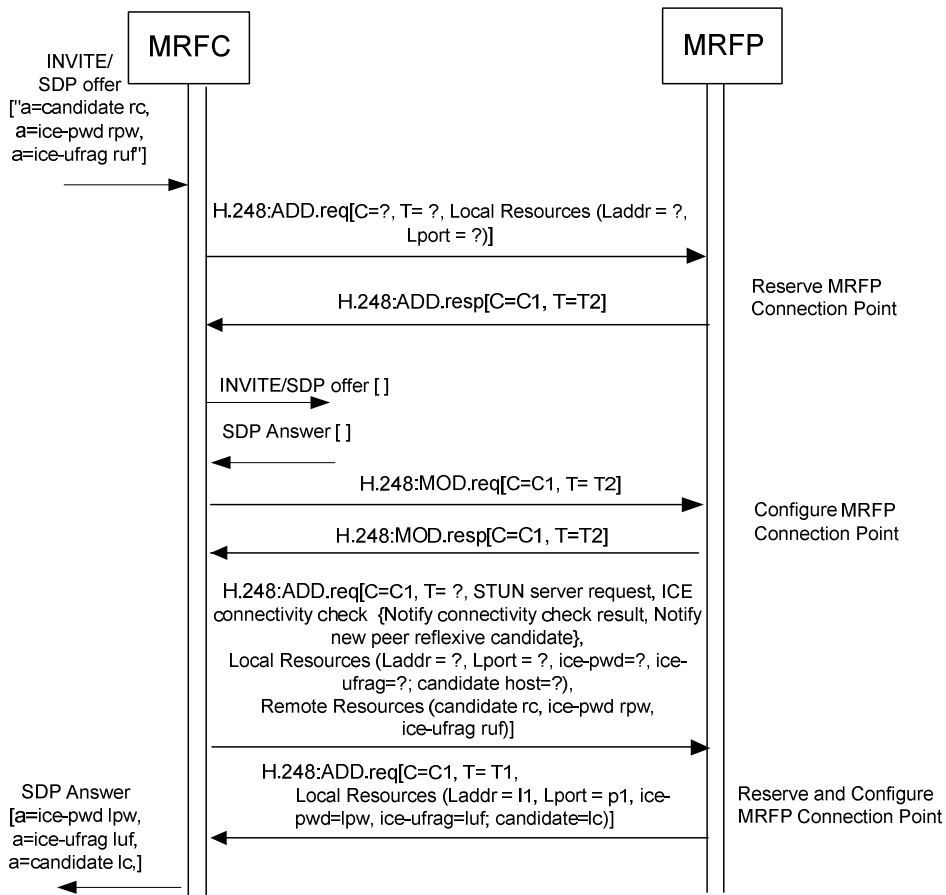 MRFC
MRFP
INVITE/
SDP offer
["a=candidate rc,
a=ice-pwd rpw,
a=ice-ufrag ruf"]
H.248:ADD.req[C=?, T= ?, Local Resources (Laddr = ?,
Lport = ?)]
H.248:ADD.resp[C=C1, T=T2]
Reserve MRFP
Connection Point
INVITE/SDP offer [ ]
SDP Answer [ ]
H.248:MOD.req[C=C1, T= T2]
H.248:MOD.resp[C=C1, T=T2]
Configure MRFP
Connection Point
H.248:ADD.req[C=C1, T= ?, STUN server request, ICE
connectivity check {Notify connectivity check result, Notify
new peer reflexive candidate},
Local Resources (Laddr = ?, Lport = ?, ice-pwd=?, ice-
ufrag=?; candidate host=?),
Remote Resources (candidate rc, ice-pwd rpw,
ice-ufrag ruf)]
H.248:ADD.req[C=C1, T= T1,
Local Resources (Laddr = l1, Lport = p1, ice-
pwd=lpw, ice-ufrag=luf; candidate=lc)]
Reserve and Configure
MRFP Connection Point
SDP Answer
[a=ice-pwd lpw,
a=ice-ufrag luf,
a=candidate lc,]